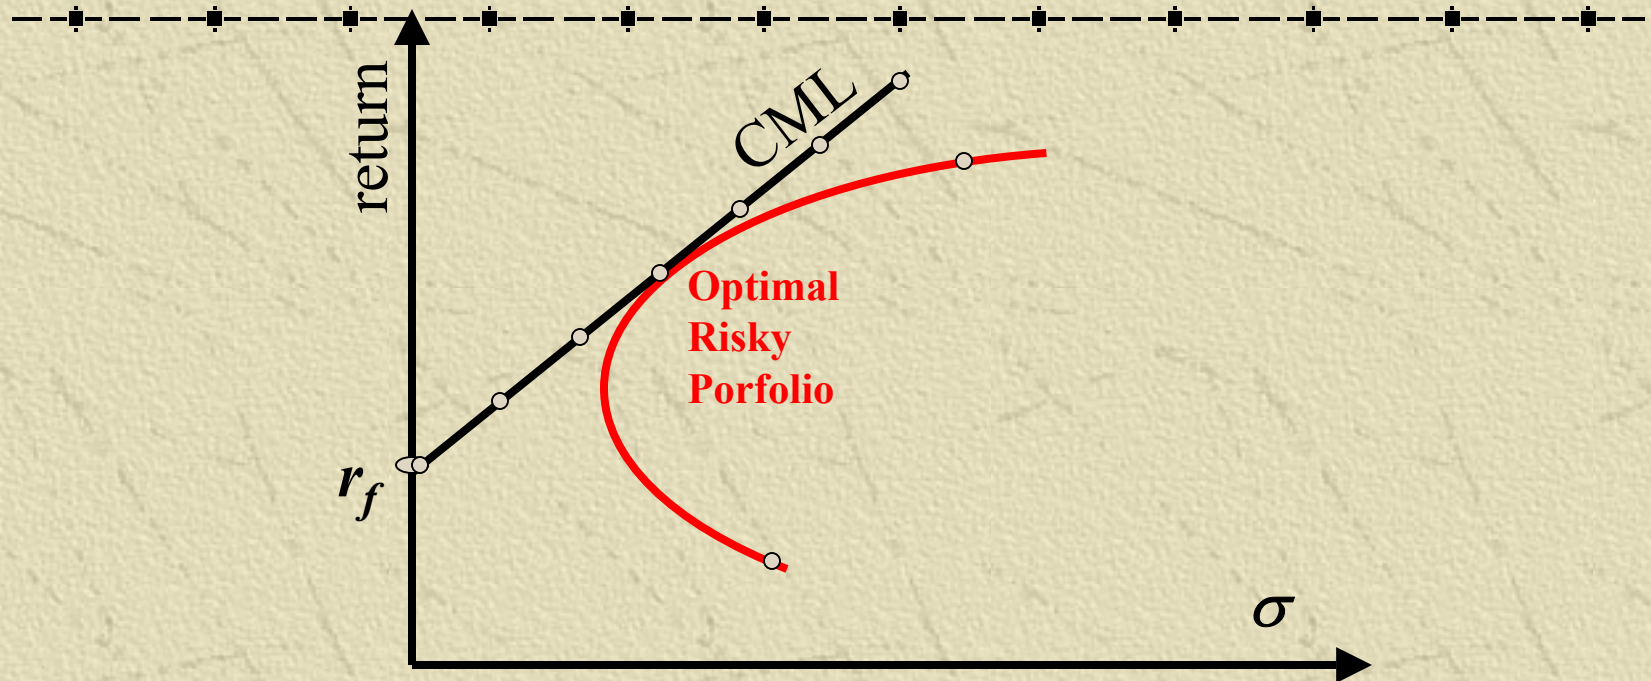 return
CML
Optimal
Risky
Porfolio
r_f
σ